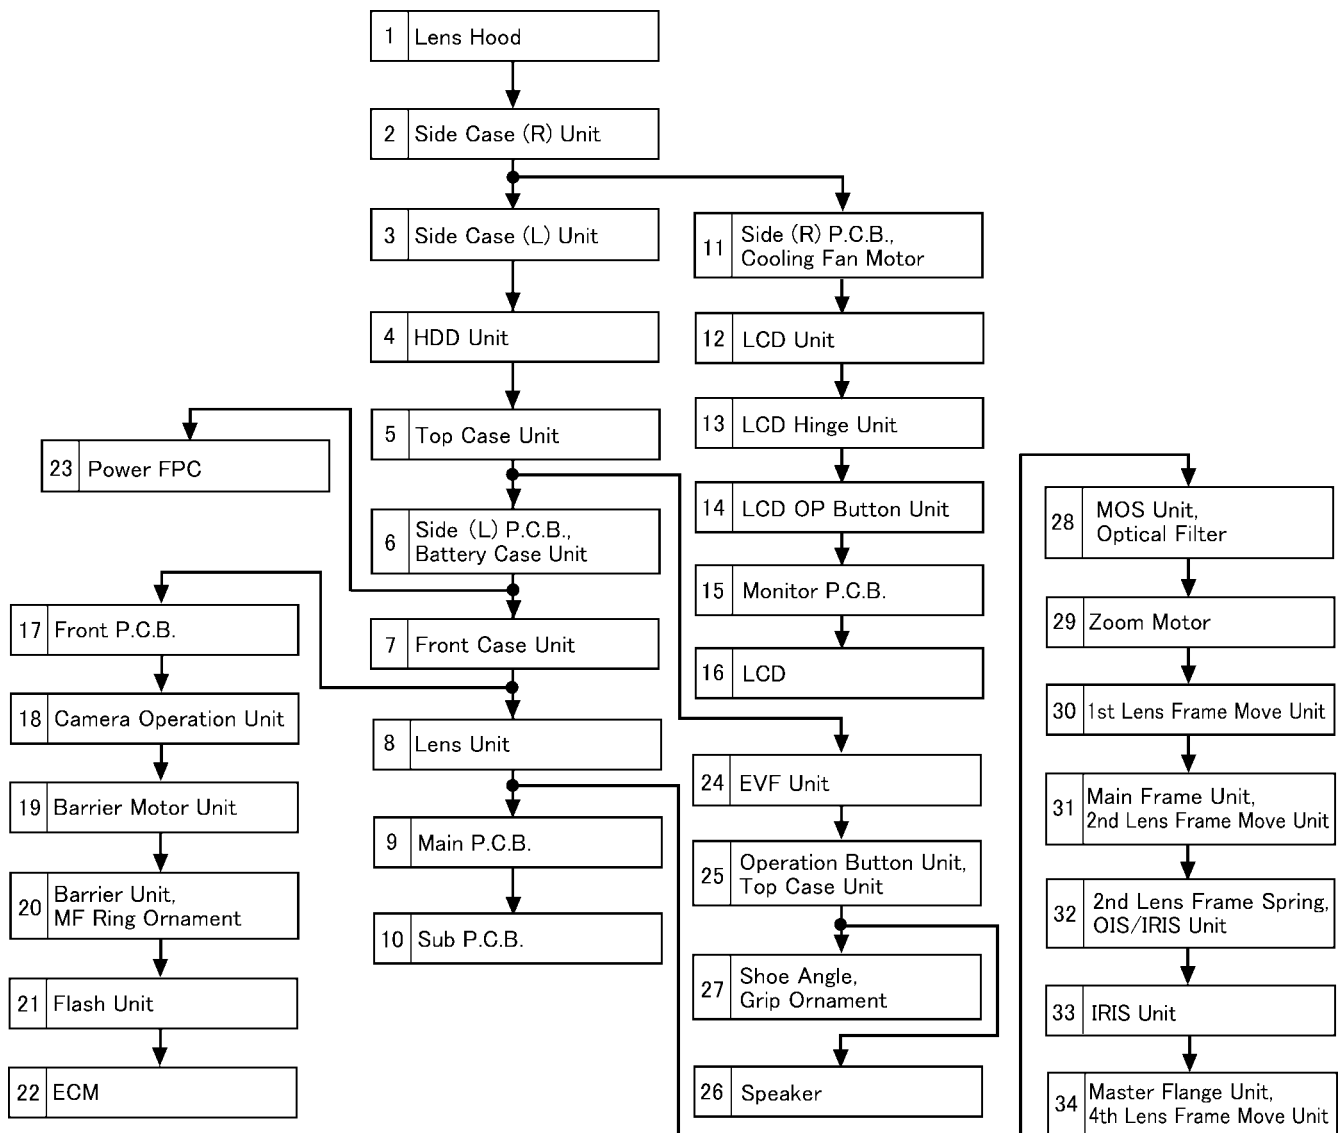 1 Lens Hood
2 Side Case (R) Unit
3 Side Case (L) Unit
4 HDD Unit
5 Top Case Unit
6 Side (L) P.C.B.,
Battery Case Unit
7 Front Case Unit
8 Lens Unit
9 Main P.C.B.
10 Sub P.C.B.
11 Side (R) P.C.B.,
Cooling Fan Motor
12 LCD Unit
13 LCD Hinge Unit
14 LCD OP Button Unit
15 Monitor P.C.B.
16 LCD
17 Front P.C.B.
18 Camera Operation Unit
19 Barrier Motor Unit
20 Barrier Unit,
MF Ring Ornament
21 Flash Unit
22 ECM
23 Power FPC
24 EVF Unit
25 Operation Button Unit,
Top Case Unit
27 Shoe Angle,
Grip Ornament
26 Speaker
28 MOS Unit,
Optical Filter
29 Zoom Motor
30 1st Lens Frame Move Unit
31 Main Frame Unit,
2nd Lens Frame Move Unit
32 2nd Lens Frame Spring,
OIS/IRIS Unit
33 IRIS Unit
34 Master Flange Unit,
4th Lens Frame Move Unit